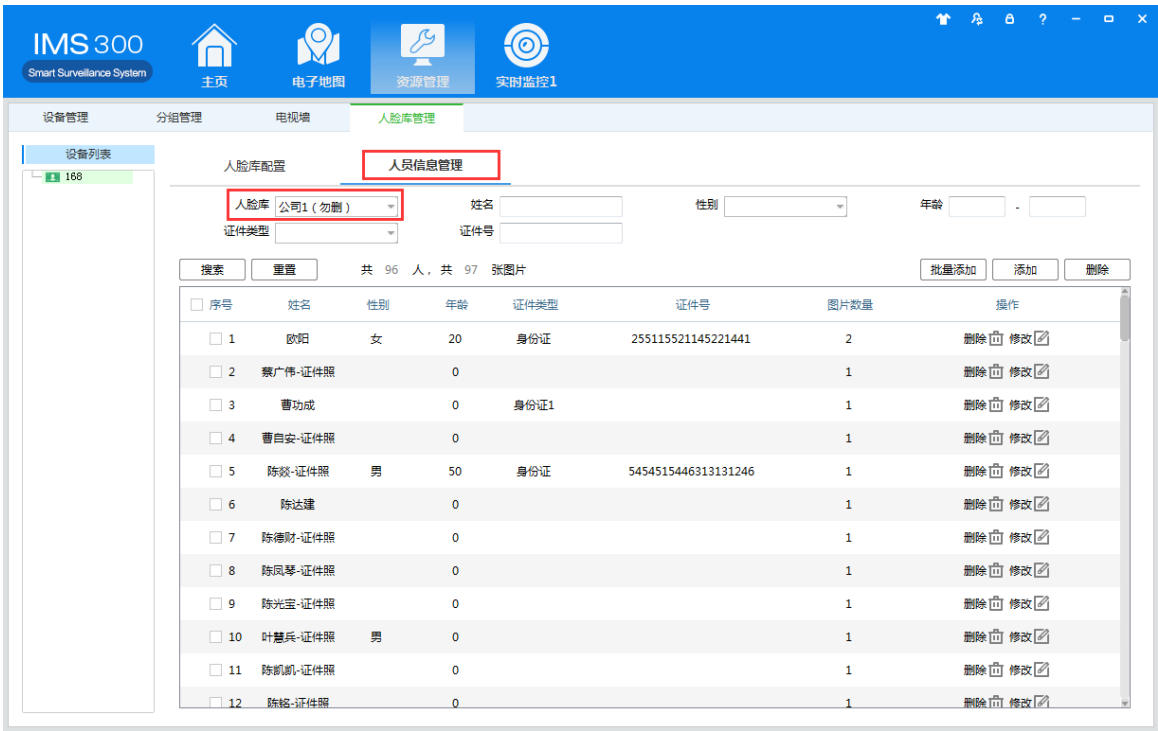 IMS 300
Smart Surveillance System
主页
电子地图
资源管理
实时监控1
?
设备管理 分组管理 电视墙 人脸库管理
设备列表
168
人脸库配置 人员信息管理
人脸库 公司1(勿删) 姓名 性别 年龄 -
证件类型 证件号
搜索 重置 共 96 人,共 97 张图片 批量添加 添加 删除
序号 姓名 性别 年龄 证件类型 证件号 图片数量 操作
1 欧阳 女 20 身份证 255115521145221441 2 删除 修改
2 蔡广伟-证件照 0 1 删除 修改
3 曹功成 0 身份证1 1 删除 修改
4 曹自安-证件照 0 1 删除 修改
5 陈燚-证件照 男 50 身份证 5454515446313131246 1 删除 修改
6 陈达建 0 1 删除 修改
7 陈德财-证件照 0 1 删除 修改
8 陈凤琴-证件照 0 1 删除 修改
9 陈光宝-证件照 0 1 删除 修改
10 叶慧兵-证件照 男 0 1 删除 修改
11 陈凯凯-证件照 0 1 删除 修改
12 陈铭-证件照 0 1 删除 修改